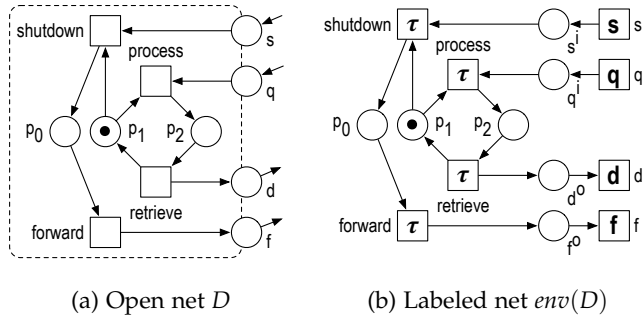 shutdown
s
process
q
p0
p1
p2
d
retrieve
forward
f
(a) Open net D
shutdown
τ
s^i
s
s
process
τ
q^i
q
q
p0
p1
p2
τ
d^o
d
d
retrieve
forward
τ
f^o
f
f
(b) Labeled net env(D)